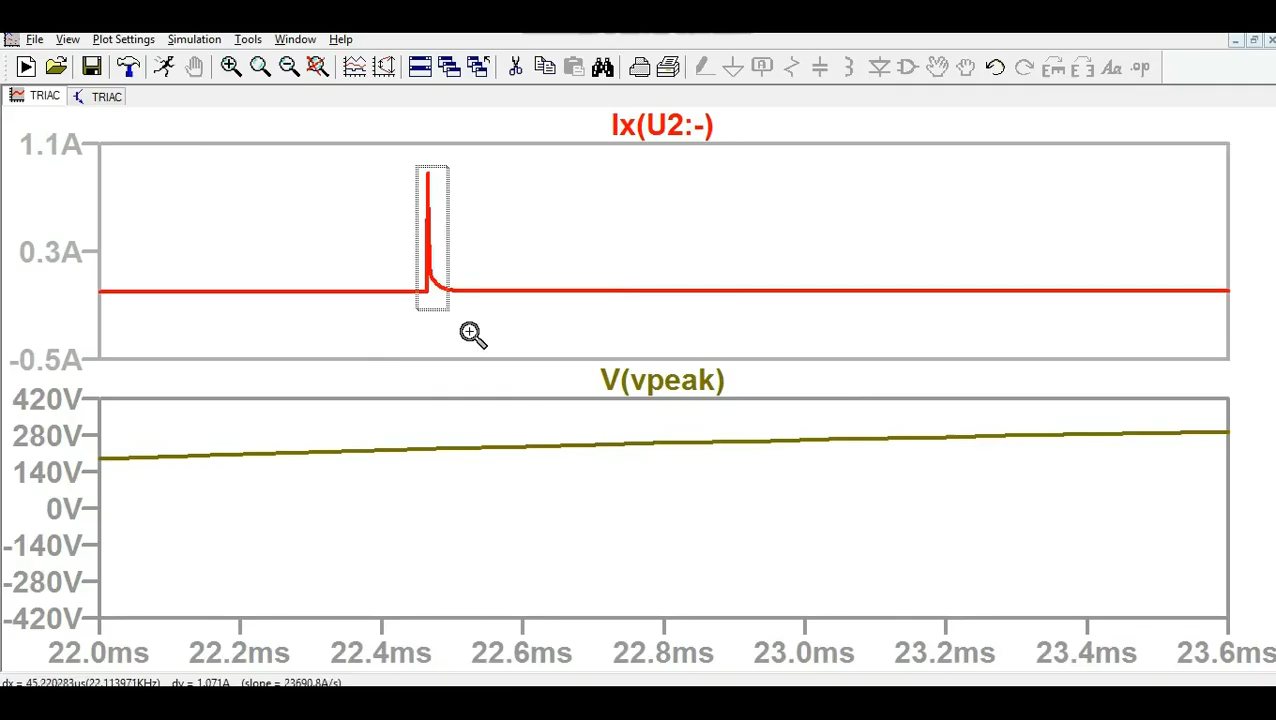 File View Plot Settings Simulation Tools Window Help
TRIAC TRIAC
Ix(U2:-)
1.1A
0.3A
-0.5A
V(vpeak)
420V
280V
140V
0V
-140V
-280V
-420V
22.0ms 22.2ms 22.4ms 22.6ms 22.8ms 23.0ms 23.2ms 23.4ms 23.6ms
dx = 45.220283us(22.113971KHz) dy = 1.071A (slope = 23690.8A/s)